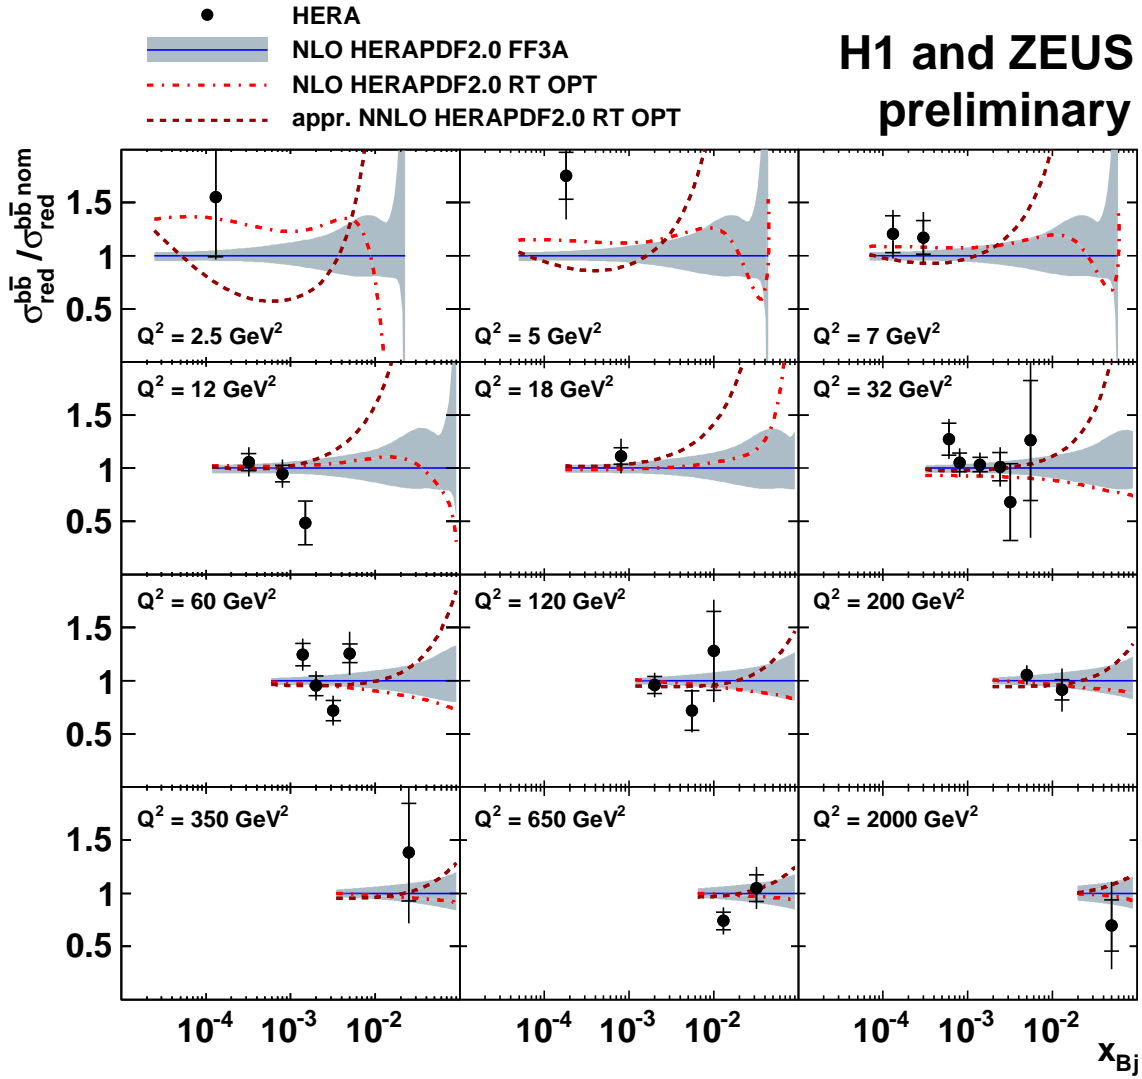 HERA
NLO HERAPDF2.0 FF3A
NLO HERAPDF2.0 RT OPT
appr. NNLO HERAPDF2.0 RT OPT
H1 and ZEUS
preliminary
σ_red^{bb̄} / σ_red^{bb̄ nom}
1.5
1
0.5
Q² = 2.5 GeV²
Q² = 5 GeV²
Q² = 7 GeV²
1.5
1
0.5
Q² = 12 GeV²
Q² = 18 GeV²
Q² = 32 GeV²
1.5
1
0.5
Q² = 60 GeV²
Q² = 120 GeV²
Q² = 200 GeV²
1.5
1
0.5
Q² = 350 GeV²
Q² = 650 GeV²
Q² = 2000 GeV²
10⁻⁴ 10⁻³ 10⁻² 10⁻⁴ 10⁻³ 10⁻² 10⁻⁴ 10⁻³ 10⁻²
x_Bj